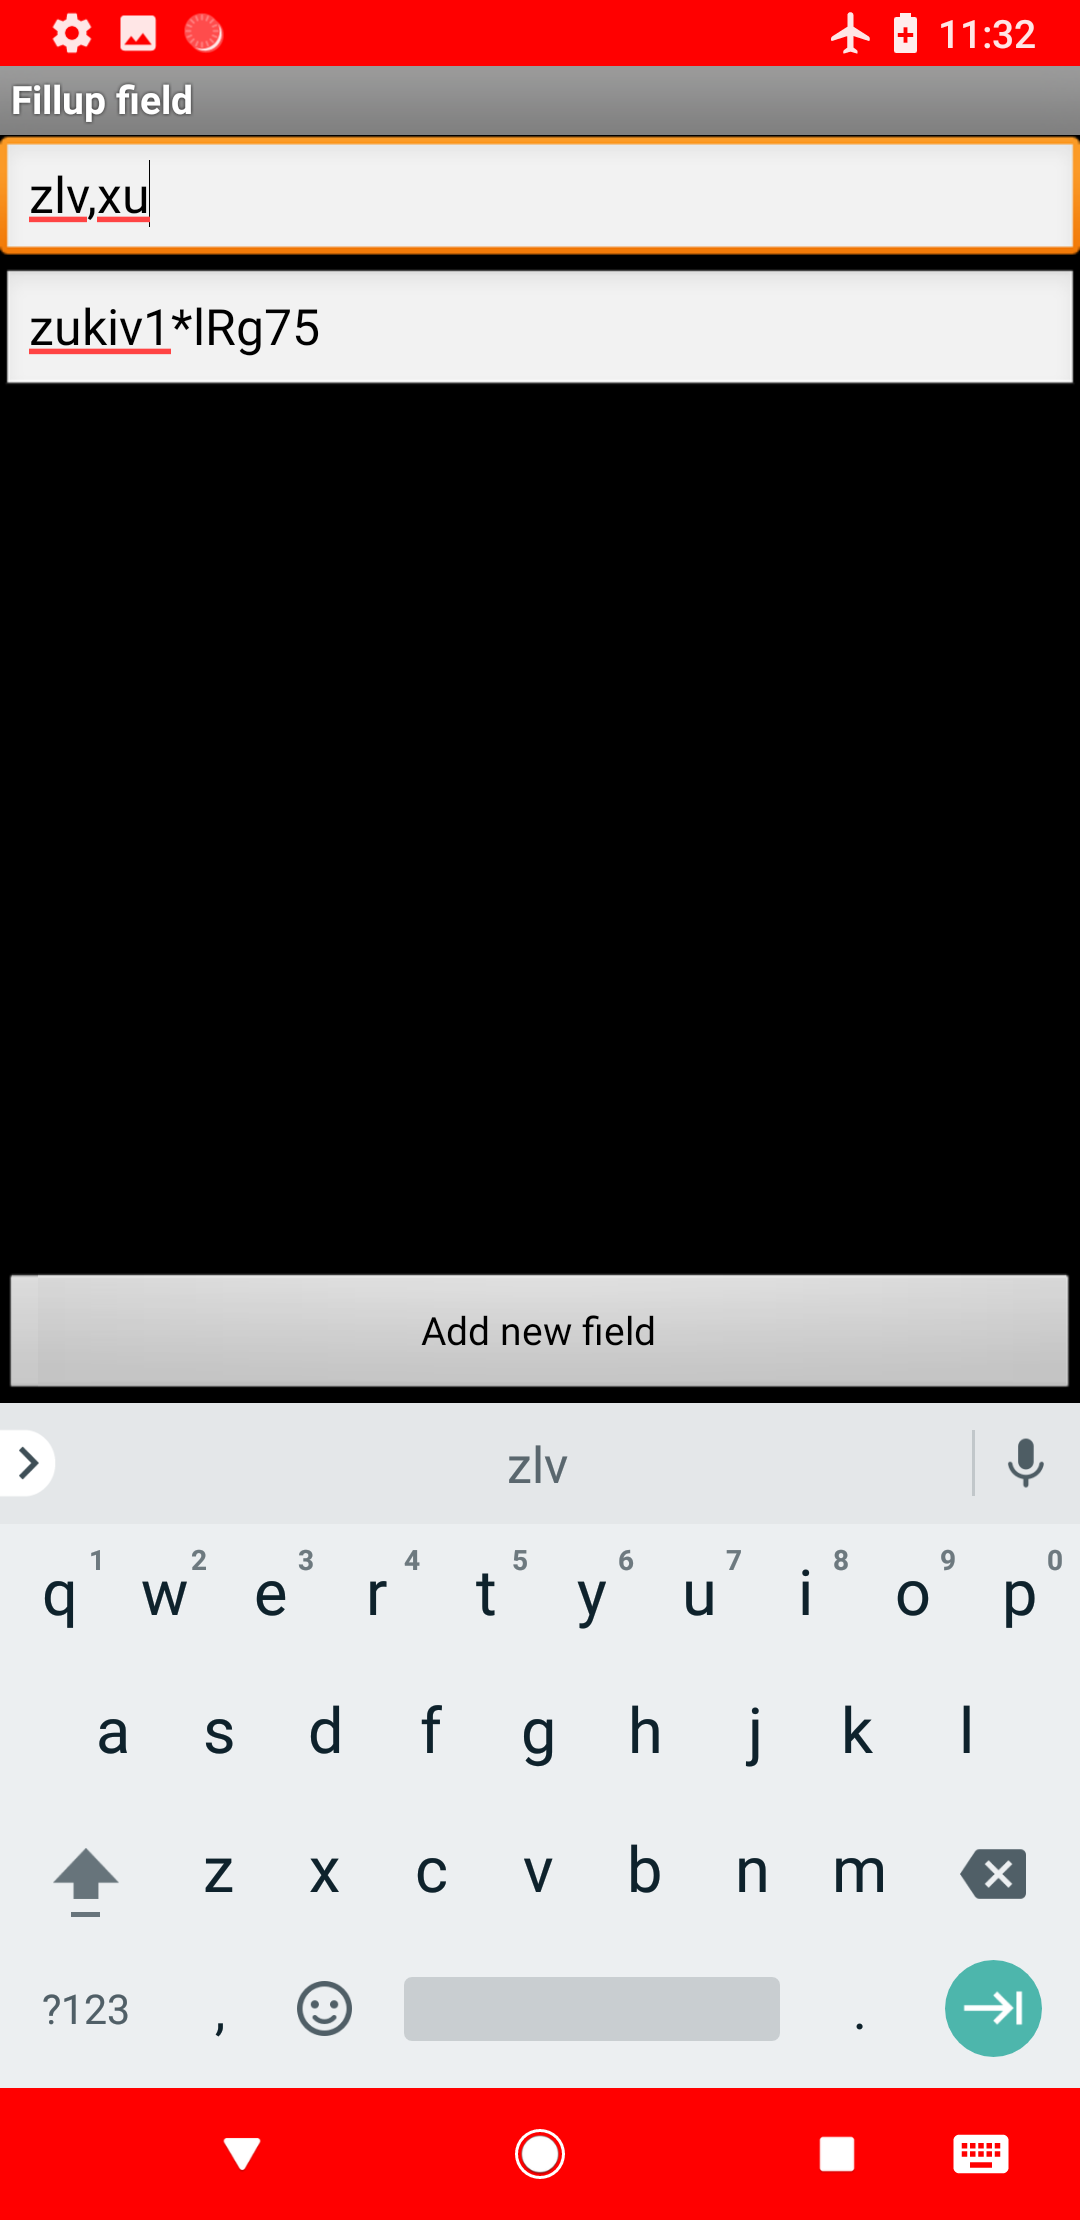 11:32
Fillup field
zlv,xu
zukiv1*lRg75
Add new field
zlv
1 2 3 4 5 6 7 8 9 0
q w e r t y u i o p
a s d f g h j k l
z x c v b n m
?123 , .